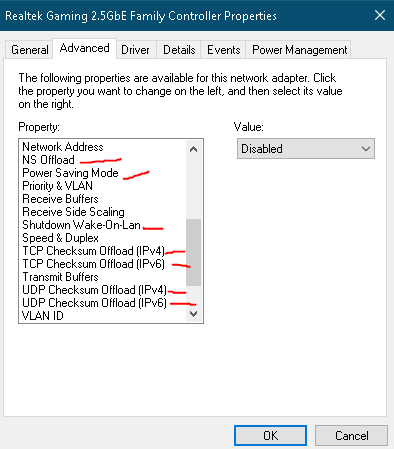 Realtek Gaming 2.5GbE Family Controller Properties
General Advanced Driver Details Events Power Management
The following properties are available for this network adapter. Click
the property you want to change on the left, and then select its value
on the right.
Property:
Value:
Network Address
NS Offload
Power Saving Mode
Priority & VLAN
Receive Buffers
Receive Side Scaling
Shutdown Wake-On-Lan
Speed & Duplex
TCP Checksum Offload (IPv4)
TCP Checksum Offload (IPv6)
Transmit Buffers
UDP Checksum Offload (IPv4)
UDP Checksum Offload (IPv6)
VLAN ID
Disabled
OK
Cancel